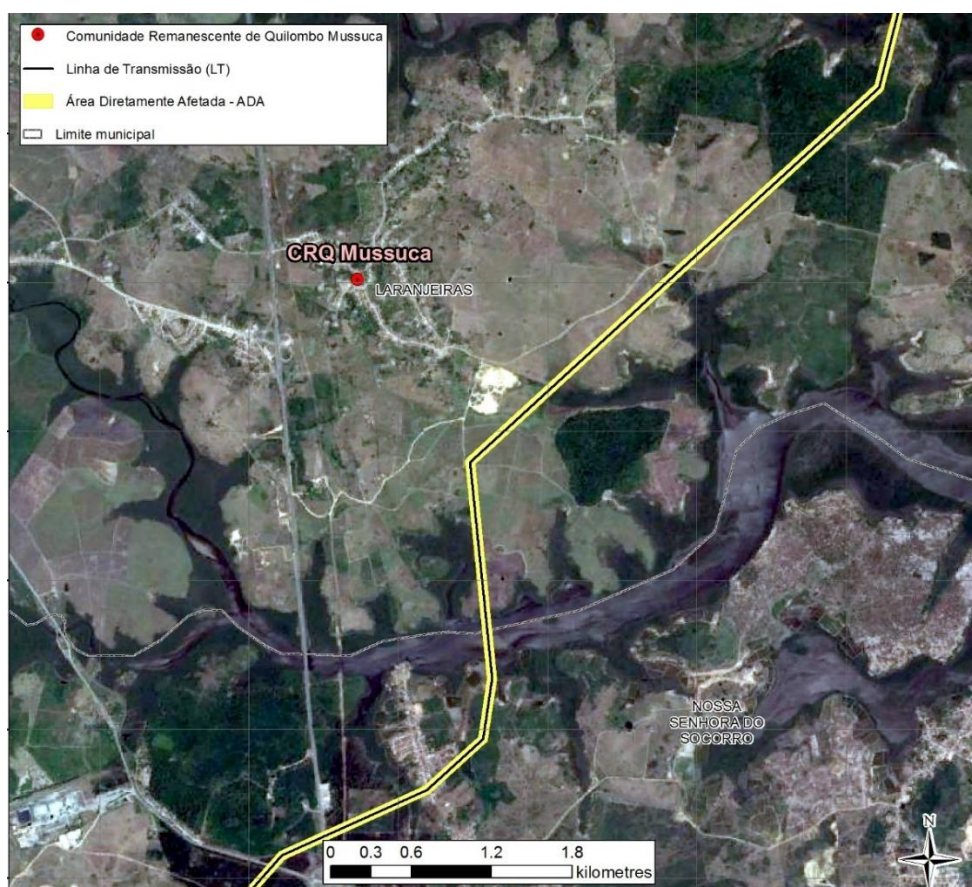 Comunidade Remanescente de Quilombo Mussuca
Linha de Transmissão (LT)
Área Diretamente Afetada - ADA
Limite municipal
CRQ Mussuca
LARANJEIRAS
NOSSA
SENHORA DO
SOCORRO
N
0 0.3 0.6 1.2 1.8
kilometres